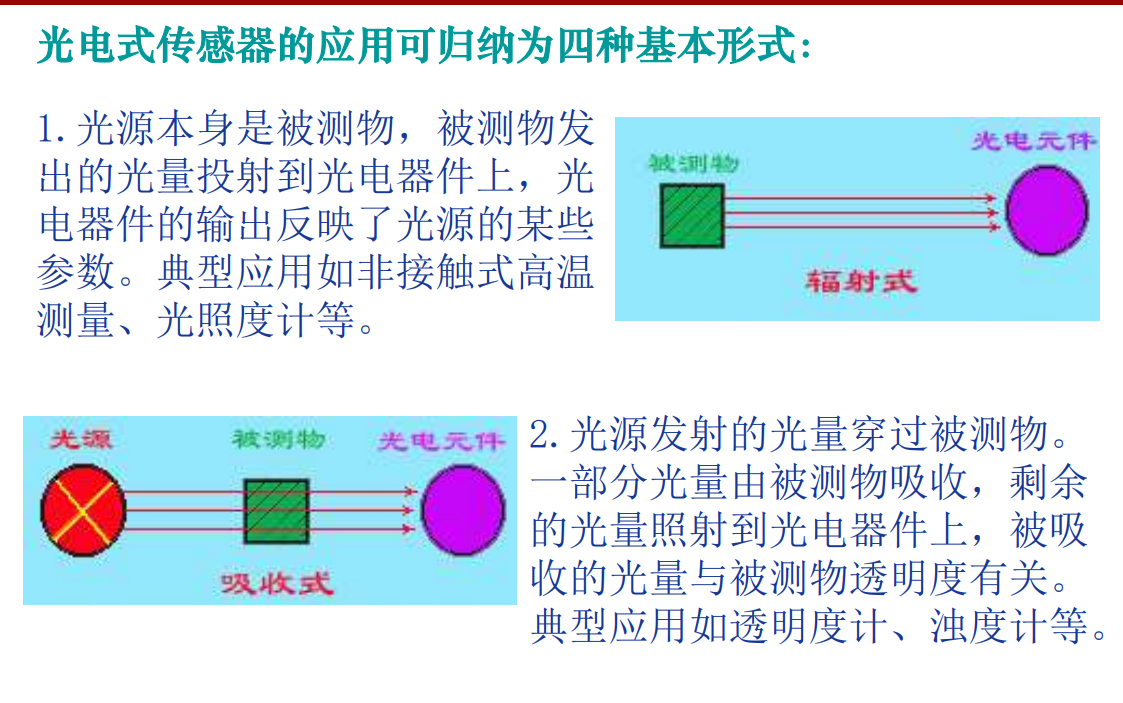 光电式传感器的应用可归纳为四种基本形式：
1.光源本身是被测物，被测物发
出的光量投射到光电器件上，光
电器件的输出反映了光源的某些
参数。典型应用如非接触式高温
测量、光照度计等。
光电元件
被测物
辐射式
光源
被测物
光电元件
吸收式
2.光源发射的光量穿过被测物。
一部分光量由被测物吸收，剩余
的光量照射到光电器件上，被吸
收的光量与被测物透明度有关。
典型应用如透明度计、浊度计等。